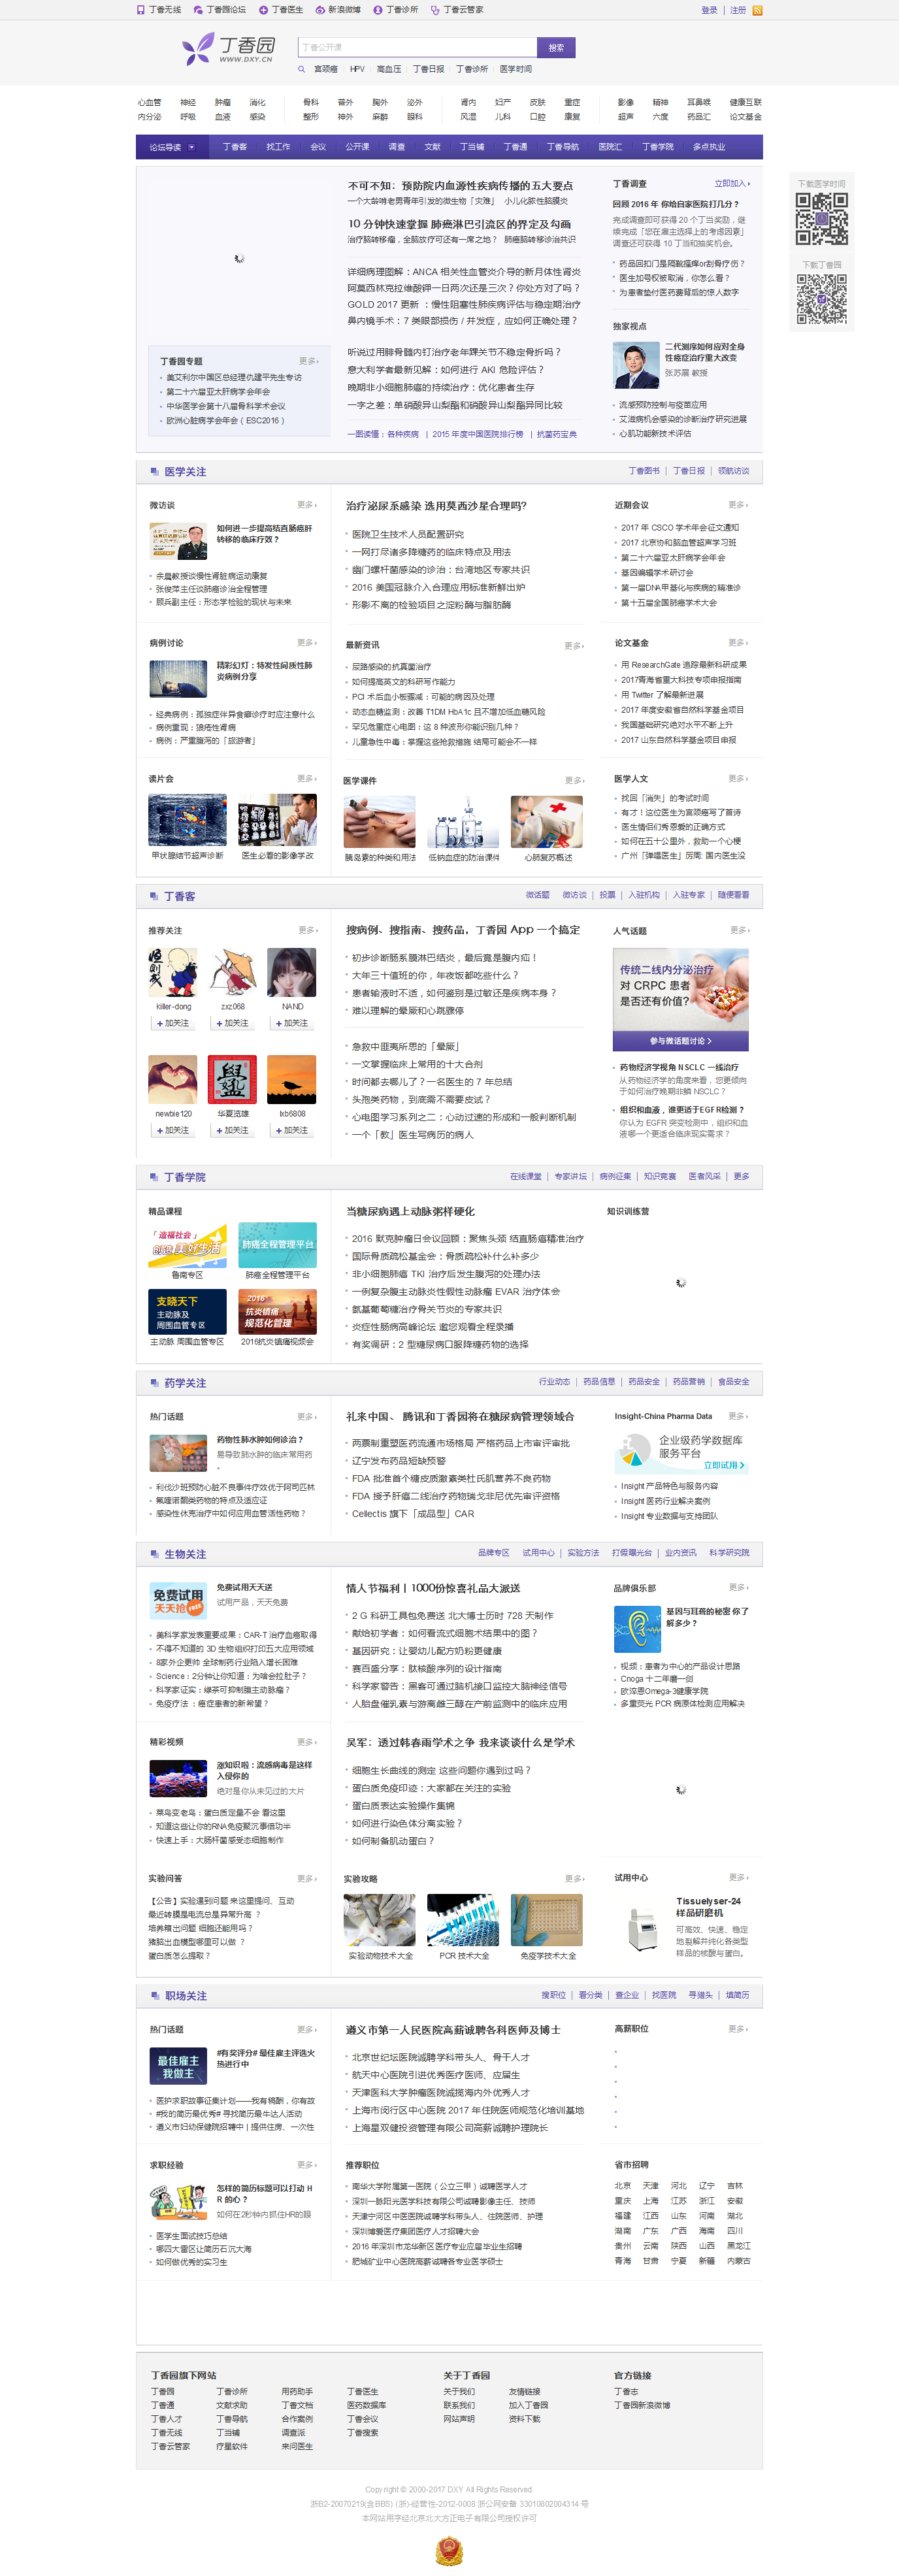 丁香无线 丁香园论坛 丁香医生 新浪微博 丁香诊所 丁香云管家 登录 | 注册
丁香园
WWW.DXY.CN
丁香公开课 搜索
宫颈癌 HPV 高血压 丁香日报 丁香诊所 医学时间
心血管 神经 肿瘤 消化 骨科 普外 胸外 泌外 肾内 妇产 皮肤 重症 影像 精神 耳鼻喉 健康互联
内分泌 呼吸 血液 感染 整形 神外 麻醉 眼科 风湿 儿科 口腔 康复 超声 六度 药品汇 论文基金
论坛导读 丁香客 找工作 会议 公开课 调查 文献 丁当铺 丁香通 丁香导航 医院汇 丁香学院 多点执业
不可不知：预防院内血源性疾病传播的五大要点
一个大龄啃老男青年引发的微生物「灾难」 小儿化脓性脑膜炎
10 分钟快速掌握 肺癌淋巴引流区的界定及勾画
治疗脑转移瘤，全脑放疗可还有一席之地？ 肺癌脑转移诊治共识
详细病理图解：ANCA 相关性血管炎介导的新月体性肾炎
阿莫西林克拉维酸钾一日两次还是三次？你处方对了吗？
GOLD 2017 更新：慢性阻塞性肺疾病评估与稳定期治疗
鼻内镜手术：7 类眼部损伤 / 并发症，应如何正确处理？
听说过用腓骨髓内钉治疗老年踝关节不稳定骨折吗？
意大利学者最新见解：如何进行 AKI 危险评估？
晚期非小细胞肺癌的持续治疗：优化患者生存
一字之差：单硝酸异山梨酯和硝酸异山梨酯异同比较
一图读懂：各种疾病 | 2015 年度中国医院排行榜 | 抗菌药宝典
丁香园专题 更多
美艾利尔中国区总经理仇建平先生专访
第二十六届亚太肝病学会年会
中华医学会第十八届骨科学术会议
欧洲心脏病学会年会（ESC2016）
丁香调查 立即加入
回顾 2016 年 你给自家医院打几分？
完成调查即可获得 20 个丁当奖励，继
续完成「您在雇主选择上的考虑因素」
调查还可获得 10 丁当和抽奖机会。
药品回扣门是隔靴搔痒or刮骨疗伤？
医生加号权被取消，你怎么看？
为患者垫付医药费背后的惊人数字
独家视点
二代测序如何应对全身
性癌症治疗重大改变
张苏展 教授
流感预防控制与疫苗应用
艾滋病机会感染的诊断治疗研究进展
心肌功能新技术评估
下载医学时间
下载丁香园
医学关注 丁香图书 | 丁香日报 | 领航访谈
微访谈 更多
如何进一步提高结直肠癌肝
转移的临床疗效？
余晨教授谈慢性肾脏病运动康复
张俊萍主任谈肺癌诊治全程管理
顾兵副主任：形态学检验的现状与未来
治疗泌尿系感染 选用莫西沙星合理吗？
医院卫生技术人员配置研究
一网打尽诸多降糖药的临床特点及用法
幽门螺杆菌感染的诊治：台湾地区专家共识
2016 美国冠脉介入合理应用标准新鲜出炉
形影不离的检验项目之淀粉酶与脂肪酶
近期会议 更多
2017 年 CSCO 学术年会征文通知
2017 北京协和脑血管超声学习班
第二十六届亚太肝病学会年会
基因编辑学术研讨会
第一届DNA甲基化与疾病的精准诊
第十五届全国肺癌学术大会
病例讨论 更多
精彩幻灯：特发性间质性肺
炎病例分享
经典病例：孤独症伴异食癖诊疗时应注意什么
病例重现：狼疮性肾病
病例：严重腹泻的「旅游者」
最新资讯 更多
尿路感染的抗真菌治疗
如何提高英文的科研写作能力
PCI 术后血小板骤减：可能的病因及处理
动态血糖监测：改善 T1DM HbA1c 且不增加低血糖风险
罕见危重症心电图：这 8 种波形你能识别几种？
儿童急性中毒：掌握这些抢救措施 结局可能会不一样
论文基金 更多
用 ResearchGate 追踪最新科研成果
2017青海省重大科技专项申报指南
用 Twitter 了解最新进展
2017 年度安徽省自然科学基金项目
我国基础研究绝对水平不断上升
2017 山东自然科学基金项目申报
读片会 更多
甲状腺结节超声诊断 医生必看的影像学改
医学课件 更多
胰岛素的种类和用法 低钠血症的防治课件 心肺复苏概述
医学人文 更多
找回「消失」的考试时间
有才！这位医生为宫颈癌写了首诗
医生情侣们秀恩爱的正确方式
如何在五十公里外，救助一个心梗
广州「弹唱医生」厉周: 国内医生没
丁香客 微话题 微访谈 | 投票 | 入驻机构 | 入驻专家 | 随便看看
推荐关注 更多
killer-dong zxz068 NAND
+加关注 +加关注 +加关注
newbie120 华夏览雄 lxb6808
+加关注 +加关注 +加关注
搜病例、搜指南、搜药品，丁香园 App 一个搞定
初步诊断肠系膜淋巴结炎，最后竟是腹内疝！
大年三十值班的你，年夜饭都吃些什么？
患者输液时不适，如何鉴别是过敏还是疾病本身？
难以理解的晕厥和心跳骤停
急救中匪夷所思的「晕厥」
一文掌握临床上常用的十大合剂
时间都去哪儿了？一名医生的 7 年总结
头孢类药物，到底需不需要皮试？
心电图学习系列之二：心动过速的形成和一般判断机制
一个「教」医生写病历的病人
人气话题 更多
传统二线内分泌治疗
对 CRPC 患者
是否还有价值?
参与微话题讨论 >
药物经济学视角 NSCLC 一线治疗
从药物经济学的角度来看，您更倾向
于如何治疗晚期非鳞 NSCLC？
组织和血液，谁更适于EGFR检测？
你认为 EGFR 突变检测中，组织和血
液哪一个更适合临床现实需求？
丁香学院 在线课堂 | 专家讲坛 | 病例征集 | 知识竞赛 医者风采 | 更多
精品课程
「造福社会」
创造美好生活
鲁南专区
肺癌全程管理平台
肺癌全程管理平台
支晓天下
主动脉及
周围血管专区
主动脉 周围血管专区
2016
抗炎镇痛
规范化管理
2016抗炎镇痛视频会
当糖尿病遇上动脉粥样硬化
2016 默克肿瘤日会议回顾：聚焦头颈 结直肠癌精准治疗
国际骨质疏松基金会：骨质疏松补什么补多少
非小细胞肺癌 TKI 治疗后发生腹泻的处理办法
一例复杂腹主动脉炎性假性动脉瘤 EVAR 治疗体会
氨基葡萄糖治疗骨关节炎的专家共识
炎症性肠病高峰论坛 邀您观看全程录播
有奖调研：2 型糖尿病口服降糖药物的选择
知识训练营
药学关注 行业动态 | 药品信息 | 药品安全 | 药品营销 | 食品安全
热门话题 更多
药物性肺水肿如何诊治？
易导致肺水肿的临床常用药
利伐沙班预防心脏不良事件疗效优于阿司匹林
氟喹诺酮类药物的特点及适应证
感染性休克治疗中如何应用血管活性药物？
礼来中国、腾讯和丁香园将在糖尿病管理领域合
两票制重塑医药流通市场格局 严格药品上市审评审批
辽宁发布药品短缺预警
FDA 批准首个糖皮质激素类杜氏肌营养不良药物
FDA 授予肝癌二线治疗药物瑞戈非尼优先审评资格
Cellectis 旗下「成品型」CAR
Insight-China Pharma Data 更多
企业级药学数据库
服务平台
立即试用 >
Insight 产品特色与服务内容
Insight 医药行业解决案例
Insight 专业数据与支持团队
生物关注 品牌专区 试用中心 | 实验方法 打假曝光台 | 业内资讯 科学研究院
免费试用
天天抢 FREE
免费试用天天送
试用产品，天天免费
美科学家发表重要成果：CAR-T 治疗血癌取得
不得不知道的 3D 生物组织打印五大应用领域
8家外企更帅 全球制药行业陷入增长困难
Science：2分钟让你知道：为啥会拉肚子？
科学家证实：绿茶可抑制腹主动脉瘤？
免疫疗法 ：癌症患者的新希望？
情人节福利丨1000份惊喜礼品大派送
2 G 科研工具包免费送 北大博士历时 728 天制作
献给初学者：如何看流式细胞术结果中的图？
基因研究：让婴幼儿配方奶粉更健康
赛百盛分享：肽核酸序列的设计指南
科学家警告：黑客可通过脑机接口监控大脑神经信号
人胎盘催乳素与游离雌三醇在产前监测中的临床应用
品牌俱乐部 更多
基因与耳聋的秘密 你了
解多少？
视频：患者为中心的产品设计思路
Cnoga 十二年磨一剑
欧淬恩Omega-3健康学院
多重荧光 PCR 病原体检测应用解决
精彩视频 更多
涨知识啦：流感病毒是这样
入侵你的
绝对是你从未见过的大片
菜鸟变老鸟：蛋白质定量不会 看这里
知道这些让你的RNA免疫聚沉事倍功半
快速上手：大肠杆菌感受态细胞制作
吴军：透过韩春雨学术之争 我来谈谈什么是学术
细胞生长曲线的测定 这些问题你遇到过吗？
蛋白质免疫印迹：大家都在关注的实验
蛋白质表达实验操作集锦
如何进行染色体分离实验？
如何制备肌动蛋白？
实验问答 更多
【公告】实验遇到问题 来这里提问、互动
最近转膜是电流总是异常升高 ？
培养箱出问题 细胞还能用吗？
猪脑出血模型哪里可以做 ？
蛋白质怎么提取？
实验攻略 更多
实验动物技术大全 PCR 技术大全 免疫学技术大全
试用中心 更多
Tissuelyser-24
样品研磨机
可高效、快速、稳定
地裂解并纯化各类型
样品的核酸与蛋白。
职场关注 搜职位 | 看分类 | 查企业 | 找医院 寻猎头 | 填简历
热门话题 更多
最佳雇主
我做主
#有奖评分# 最佳雇主评选火
热进行中
医护求职故事征集计划——我有稿酬，你有故
#我的简历最优秀# 寻找简历最牛达人活动
遵义市妇幼保健院招聘中 | 提供住房、一次性
遵义市第一人民医院高薪诚聘各科医师及博士
北京世纪坛医院诚聘学科带头人、骨干人才
航天中心医院引进优秀医疗医师、应届生
天津医科大学肿瘤医院诚揽海内外优秀人才
上海市闵行区中心医院 2017 年住院医师规范化培训基地
上海星双健投资管理有限公司高薪诚聘护理院长
高薪职位 更多
求职经验 更多
怎样的简历标题可以打动 H
R 的心？
如何在2秒钟内抓住HR的眼
医学生面试技巧总结
哪四大雷区让简历石沉大海
如何做优秀的实习生
推荐职位
南华大学附属第一医院（公立三甲）诚聘医学人才
深圳一脉阳光医学科技有限公司诚聘影像主任、技师
天津宁河区中医医院诚聘学科带头人、住院医师、护理
深圳博爱医疗集团医疗人才招聘大会
2016 年深圳市龙华新区医疗专业应届毕业生招聘
肥城矿业中心医院高薪诚聘各专业医学硕士
省市招聘
北京 天津 河北 辽宁 吉林
重庆 上海 江苏 浙江 安徽
福建 江西 山东 河南 湖北
湖南 广东 广西 海南 四川
贵州 云南 陕西 山西 黑龙江
青海 甘肃 宁夏 新疆 内蒙古
丁香园旗下网站 关于丁香园 官方链接
丁香园 丁香诊所 用药助手 丁香医生 关于我们 友情链接 丁香志
丁香通 文献求助 丁香文档 医药数据库 联系我们 加入丁香园 丁香园新浪微博
丁香人才 丁香导航 合作案例 丁香会议 网站声明 资料下载
丁香无线 丁当铺 调查派 丁香搜索
丁香云管家 疗星软件 来问医生
Copyright © 2000-2017 DXY All Rights Reserved.
浙B2-20070219(含BBS) (浙)-经营性-2012-0008 浙公网安备 33010802004314 号
本网站用字经北京北大方正电子有限公司授权许可